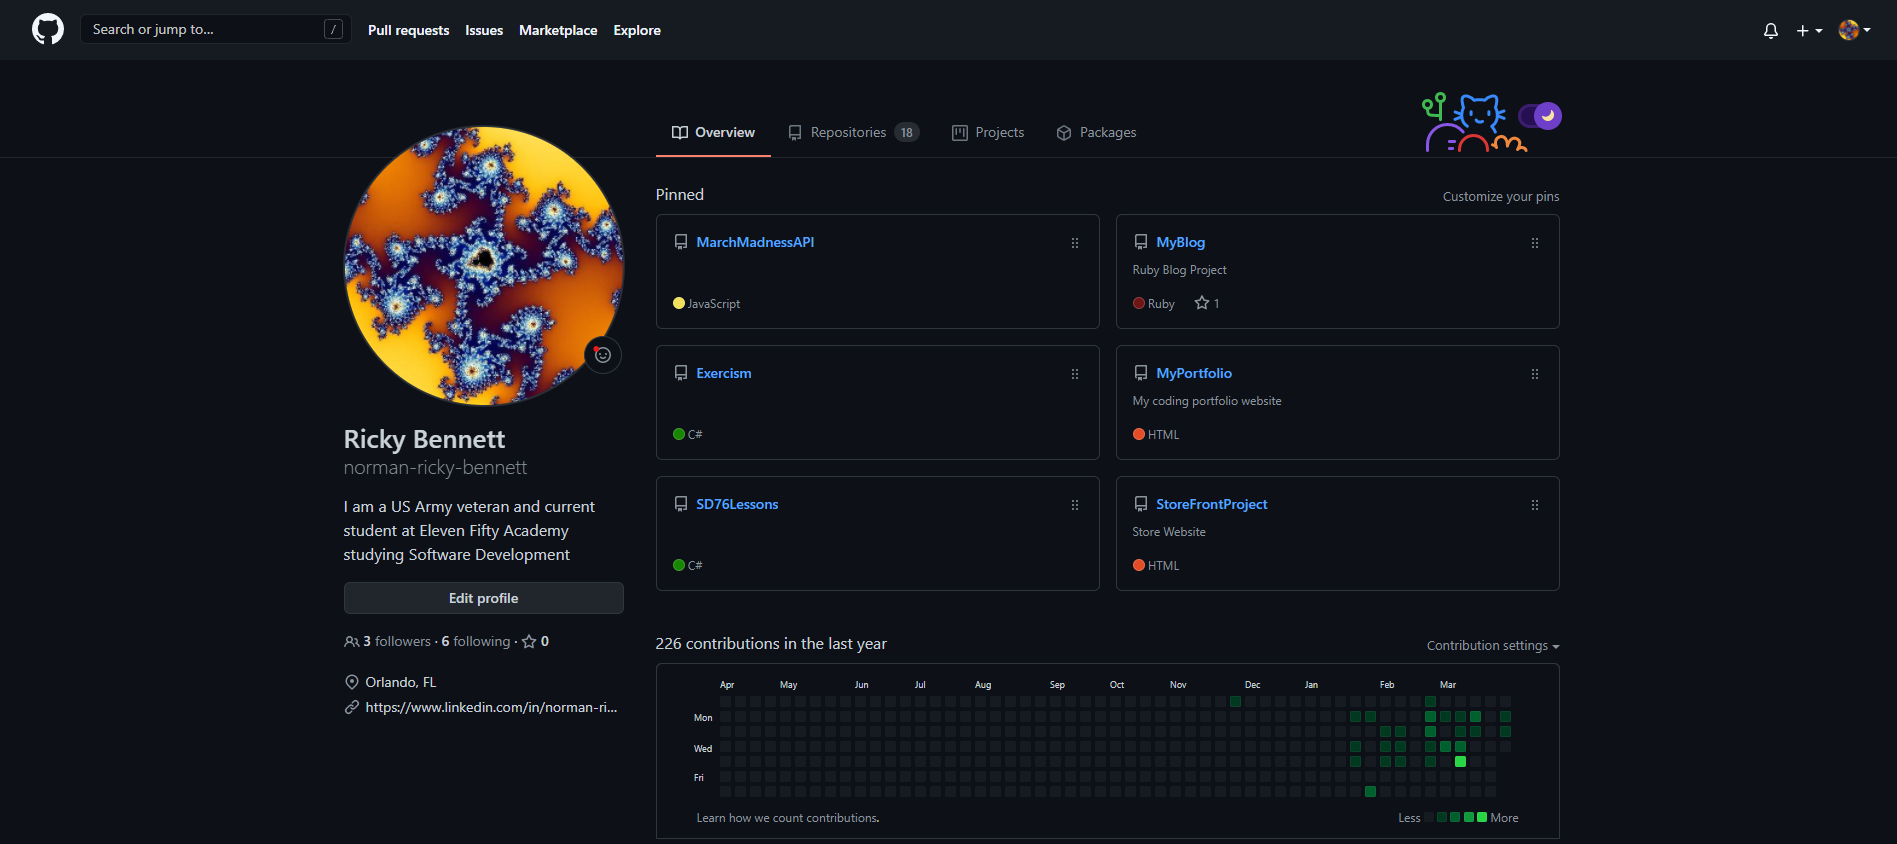 Search or jump to... /
Pull requests Issues Marketplace Explore
Overview Repositories 18 Projects Packages
Ricky Bennett
norman-ricky-bennett
I am a US Army veteran and current
student at Eleven Fifty Academy
studying Software Development
Edit profile
3 followers · 6 following · 0
Orlando, FL
https://www.linkedin.com/in/norman-ri...
Pinned
Customize your pins
MarchMadnessAPI
JavaScript
MyBlog
Ruby Blog Project
Ruby 1
Exercism
C#
MyPortfolio
My coding portfolio website
HTML
SD76Lessons
C#
StoreFrontProject
Store Website
HTML
226 contributions in the last year
Contribution settings
Apr May Jun Jul Aug Sep Oct Nov Dec Jan Feb Mar
Mon
Wed
Fri
Learn how we count contributions.
Less More